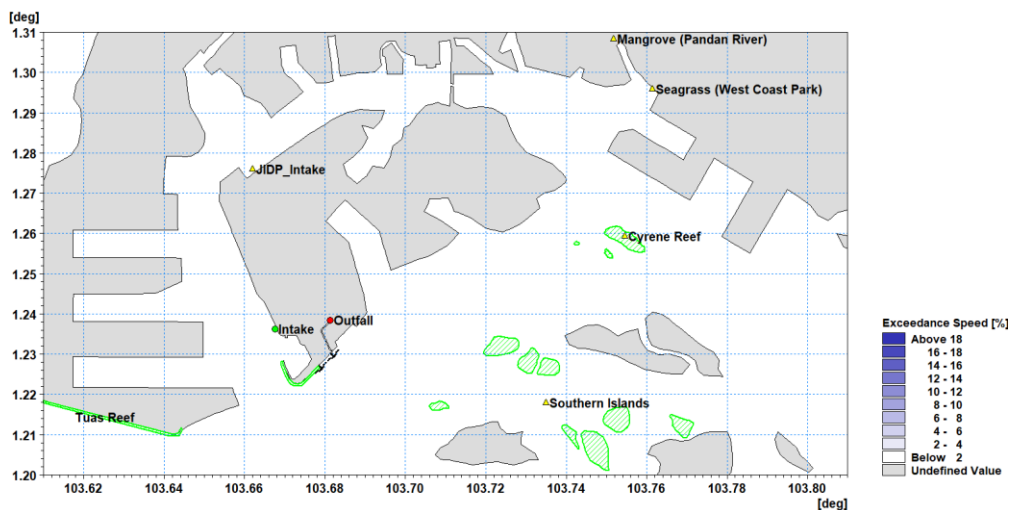 [deg]
1.31
Mangrove (Pandan River)
1.30
Seagrass (West Coast Park)
1.29
1.28
JIDP_Intake
1.27
1.26
Cyrene Reef
1.25
1.24
Intake
Outfall
1.23
1.22
Southern Islands
Tuas Reef
1.21
1.20
103.62 103.64 103.66 103.68 103.70 103.72 103.74 103.76 103.78 103.80
[deg]
Exceedance Speed [%]
Above 18
16 - 18
14 - 16
12 - 14
10 - 12
8 - 10
6 - 8
4 - 6
2 - 4
Below 2
Undefined Value